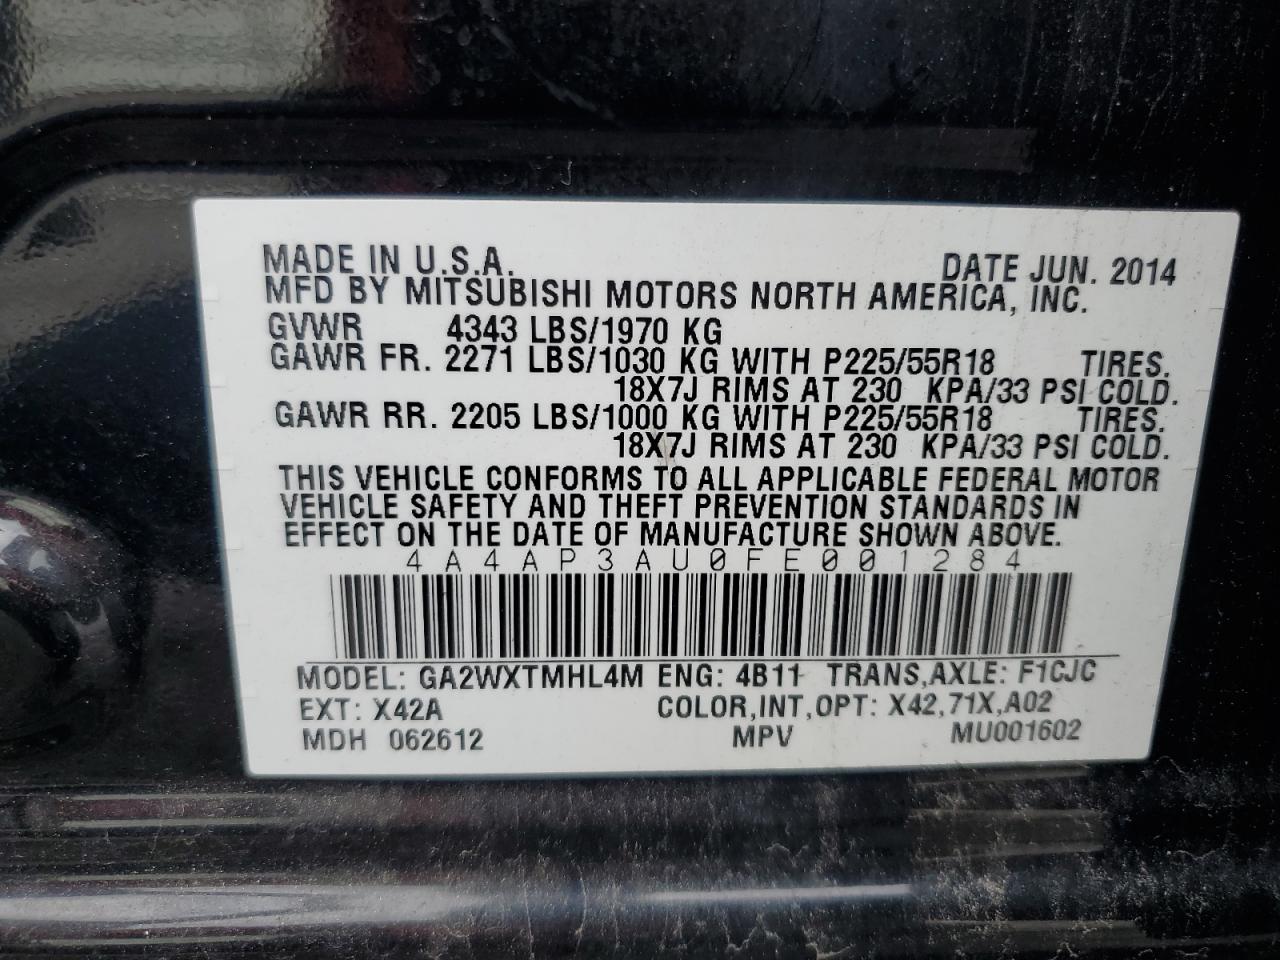 MADE IN U.S.A. DATE JUN. 2014
MFD BY MITSUBISHI MOTORS NORTH AMERICA, INC.
GVWR 4343 LBS/1970 KG
GAWR FR. 2271 LBS/1030 KG WITH P225/55R18 TIRES.
18X7J RIMS AT 230 KPA/33 PSI COLD.
GAWR RR. 2205 LBS/1000 KG WITH P225/55R18 TIRES.
18X7J RIMS AT 230 KPA/33 PSI COLD.
THIS VEHICLE CONFORMS TO ALL APPLICABLE FEDERAL MOTOR
VEHICLE SAFETY AND THEFT PREVENTION STANDARDS IN
EFFECT ON THE DATE OF MANUFACTURE SHOWN ABOVE.
4A4AP3AU0FE001284
MODEL: GA2WXTMHL4M ENG: 4B11 TRANS,AXLE: F1CJC
EXT: X42A COLOR,INT,OPT: X42,71X,A02
MDH 062612 MPV MU001602